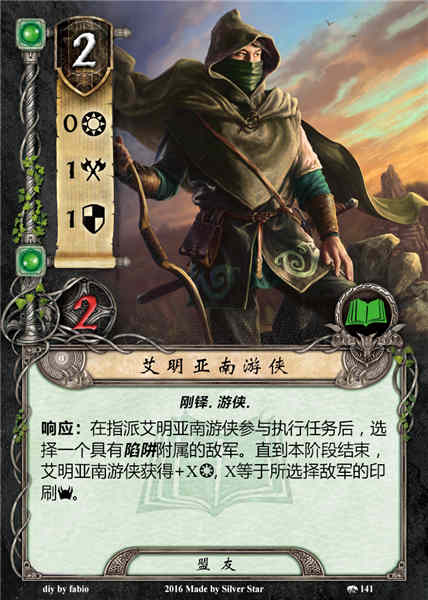 2
0
1
1
2
艾明亚南游侠
刚铎. 游侠.
响应：在指派艾明亚南游侠参与执行任务后，选
择一个具有陷阱附属的敌军。直到本阶段结束，
艾明亚南游侠获得+X, X等于所选择敌军的印
刷。
盟友
diy by fabio 2016 Made by Silver Star 141